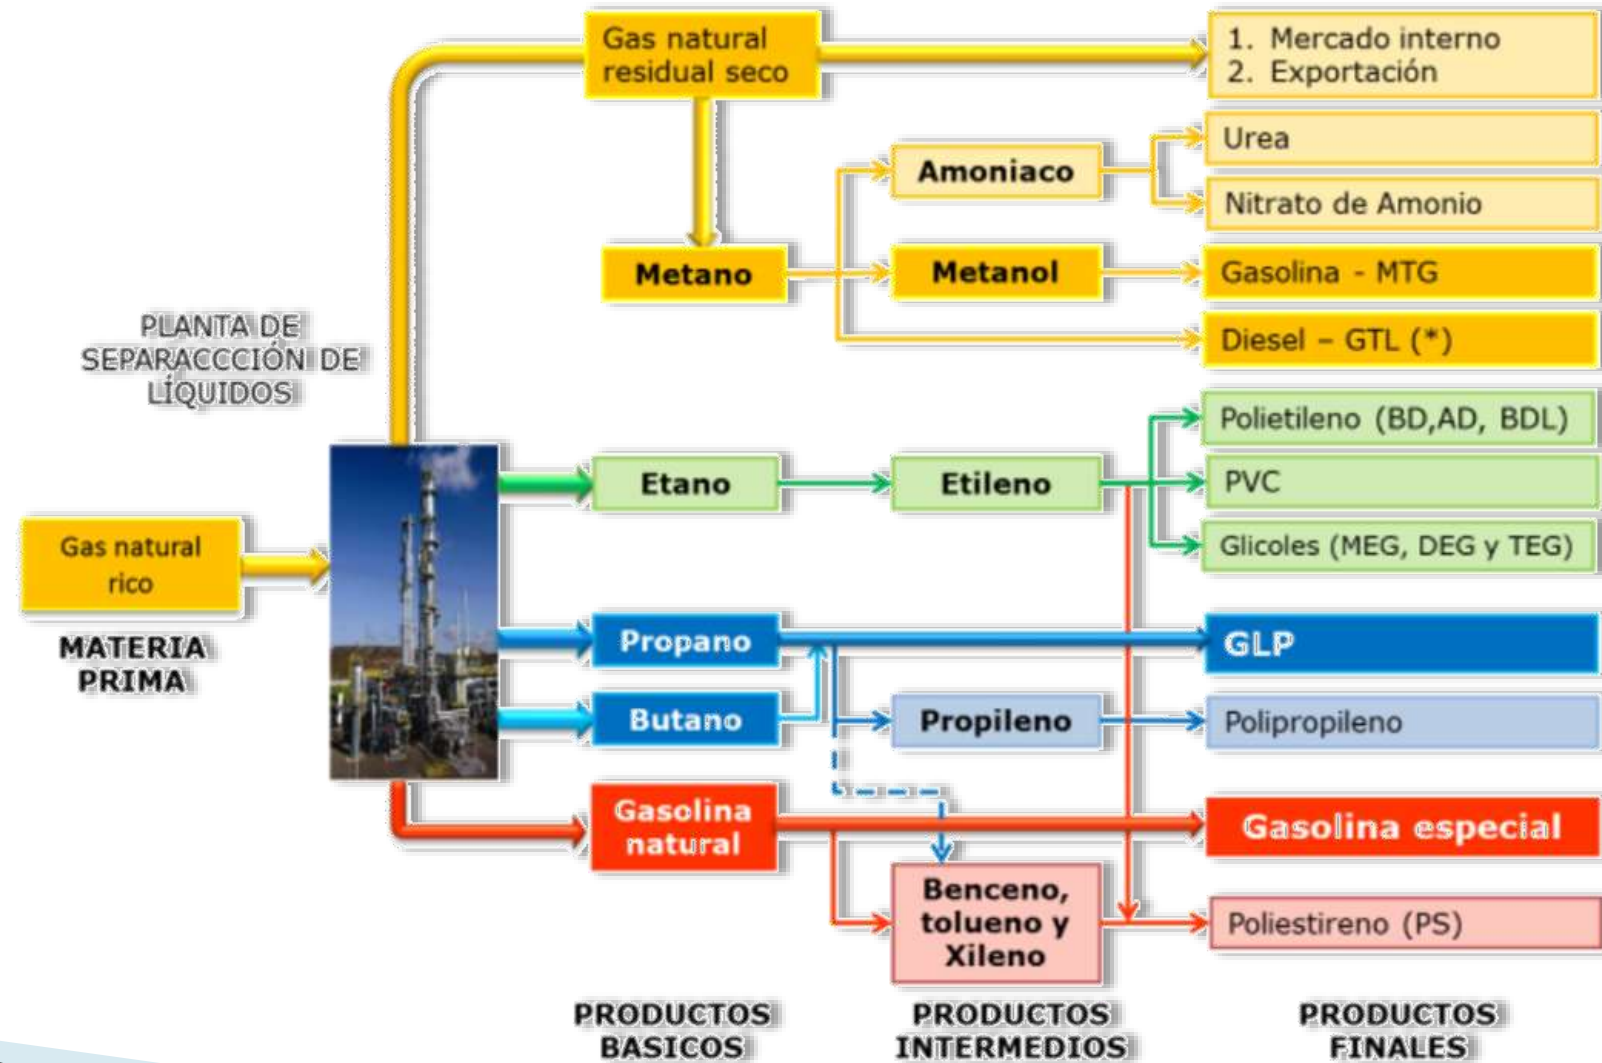 Gas natural
residual seco
1. Mercado interno
2. Exportación
Urea
Amoniaco
Nitrato de Amonio
Metano
Metanol
Gasolina - MTG
Diesel – GTL (*)
PLANTA DE
SEPARACCCIÓN DE
LÍQUIDOS
Polietileno (BD,AD, BDL)
Etano
Etileno
PVC
Glicoles (MEG, DEG y TEG)
Gas natural
rico
MATERIA
PRIMA
Propano
GLP
Butano
Propileno
Polipropileno
Gasolina
natural
Gasolina especial
Benceno,
tolueno y
Xileno
Poliestireno (PS)
PRODUCTOS
BASICOS
PRODUCTOS
INTERMEDIOS
PRODUCTOS
FINALES